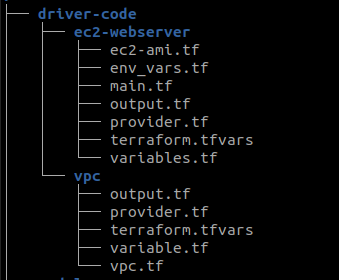 driver-code
ec2-webserver
ec2-ami.tf
env_vars.tf
main.tf
output.tf
provider.tf
terraform.tfvars
variables.tf
vpc
output.tf
provider.tf
terraform.tfvars
variable.tf
vpc.tf